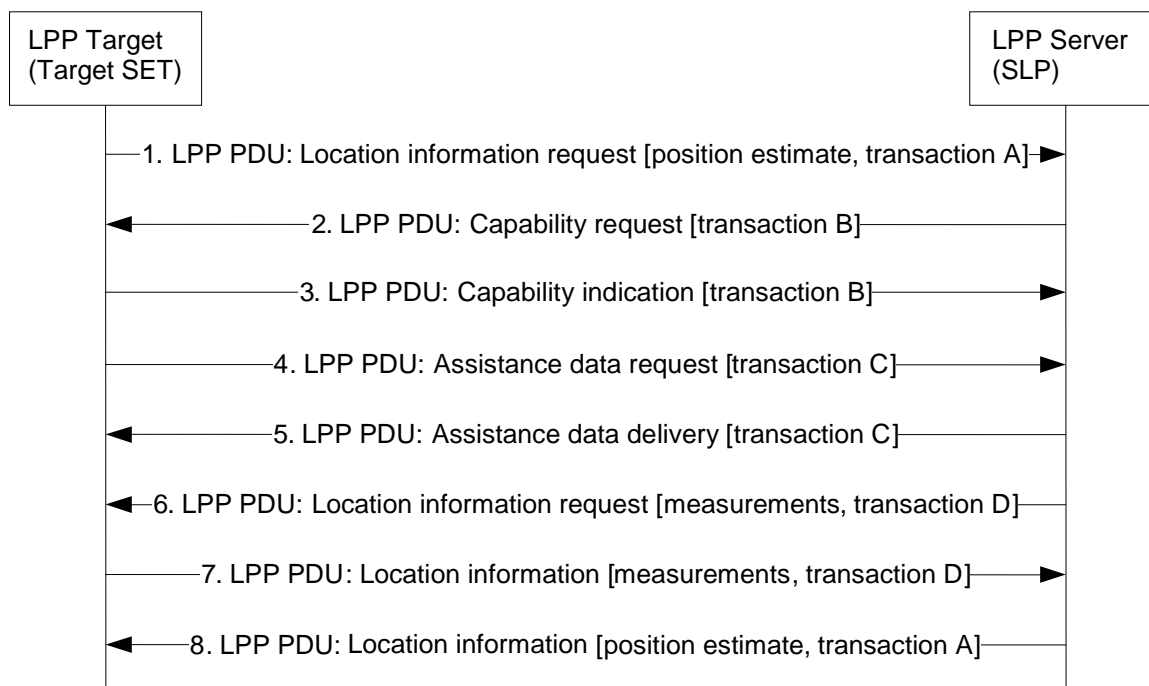 LPP Target
(Target SET)
LPP Server
(SLP)
1. LPP PDU: Location information request [position estimate, transaction A]
2. LPP PDU: Capability request [transaction B]
3. LPP PDU: Capability indication [transaction B]
4. LPP PDU: Assistance data request [transaction C]
5. LPP PDU: Assistance data delivery [transaction C]
6. LPP PDU: Location information request [measurements, transaction D]
7. LPP PDU: Location information [measurements, transaction D]
8. LPP PDU: Location information [position estimate, transaction A]